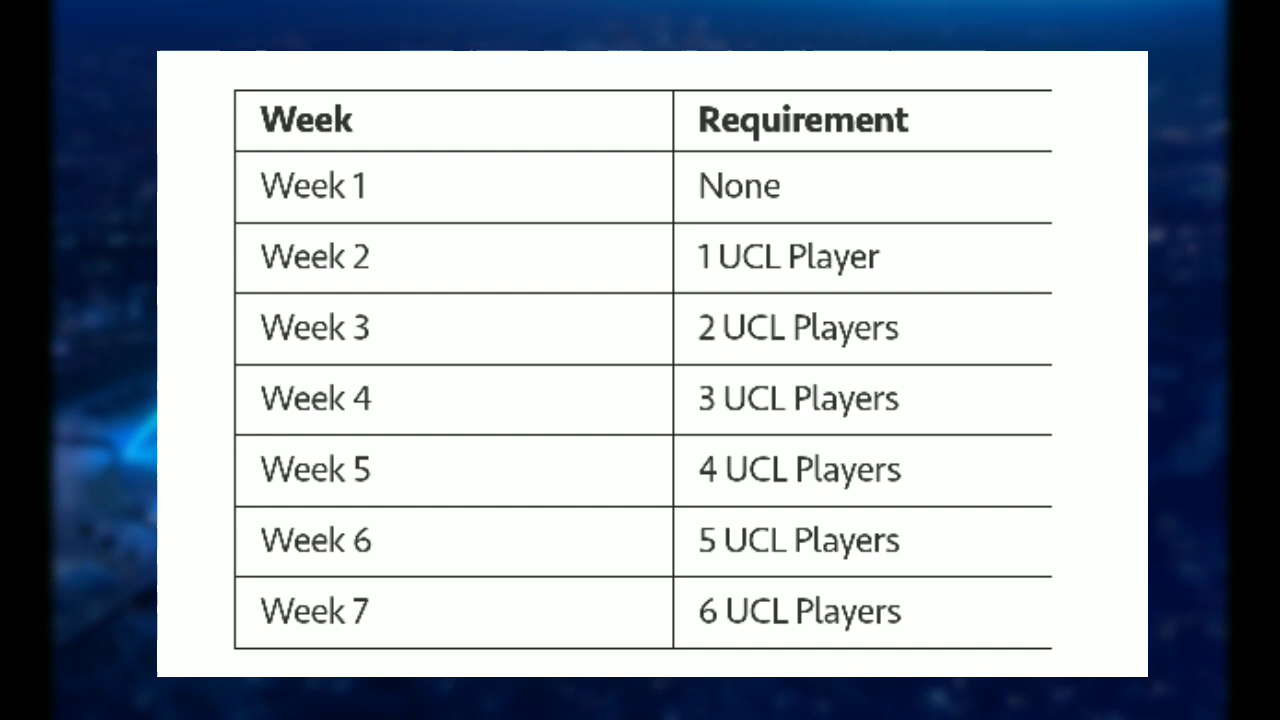 Week Requirement
Week 1 None
Week 2 1 UCL Player
Week 3 2 UCL Players
Week 4 3 UCL Players
Week 5 4 UCL Players
Week 6 5 UCL Players
Week 7 6 UCL Players